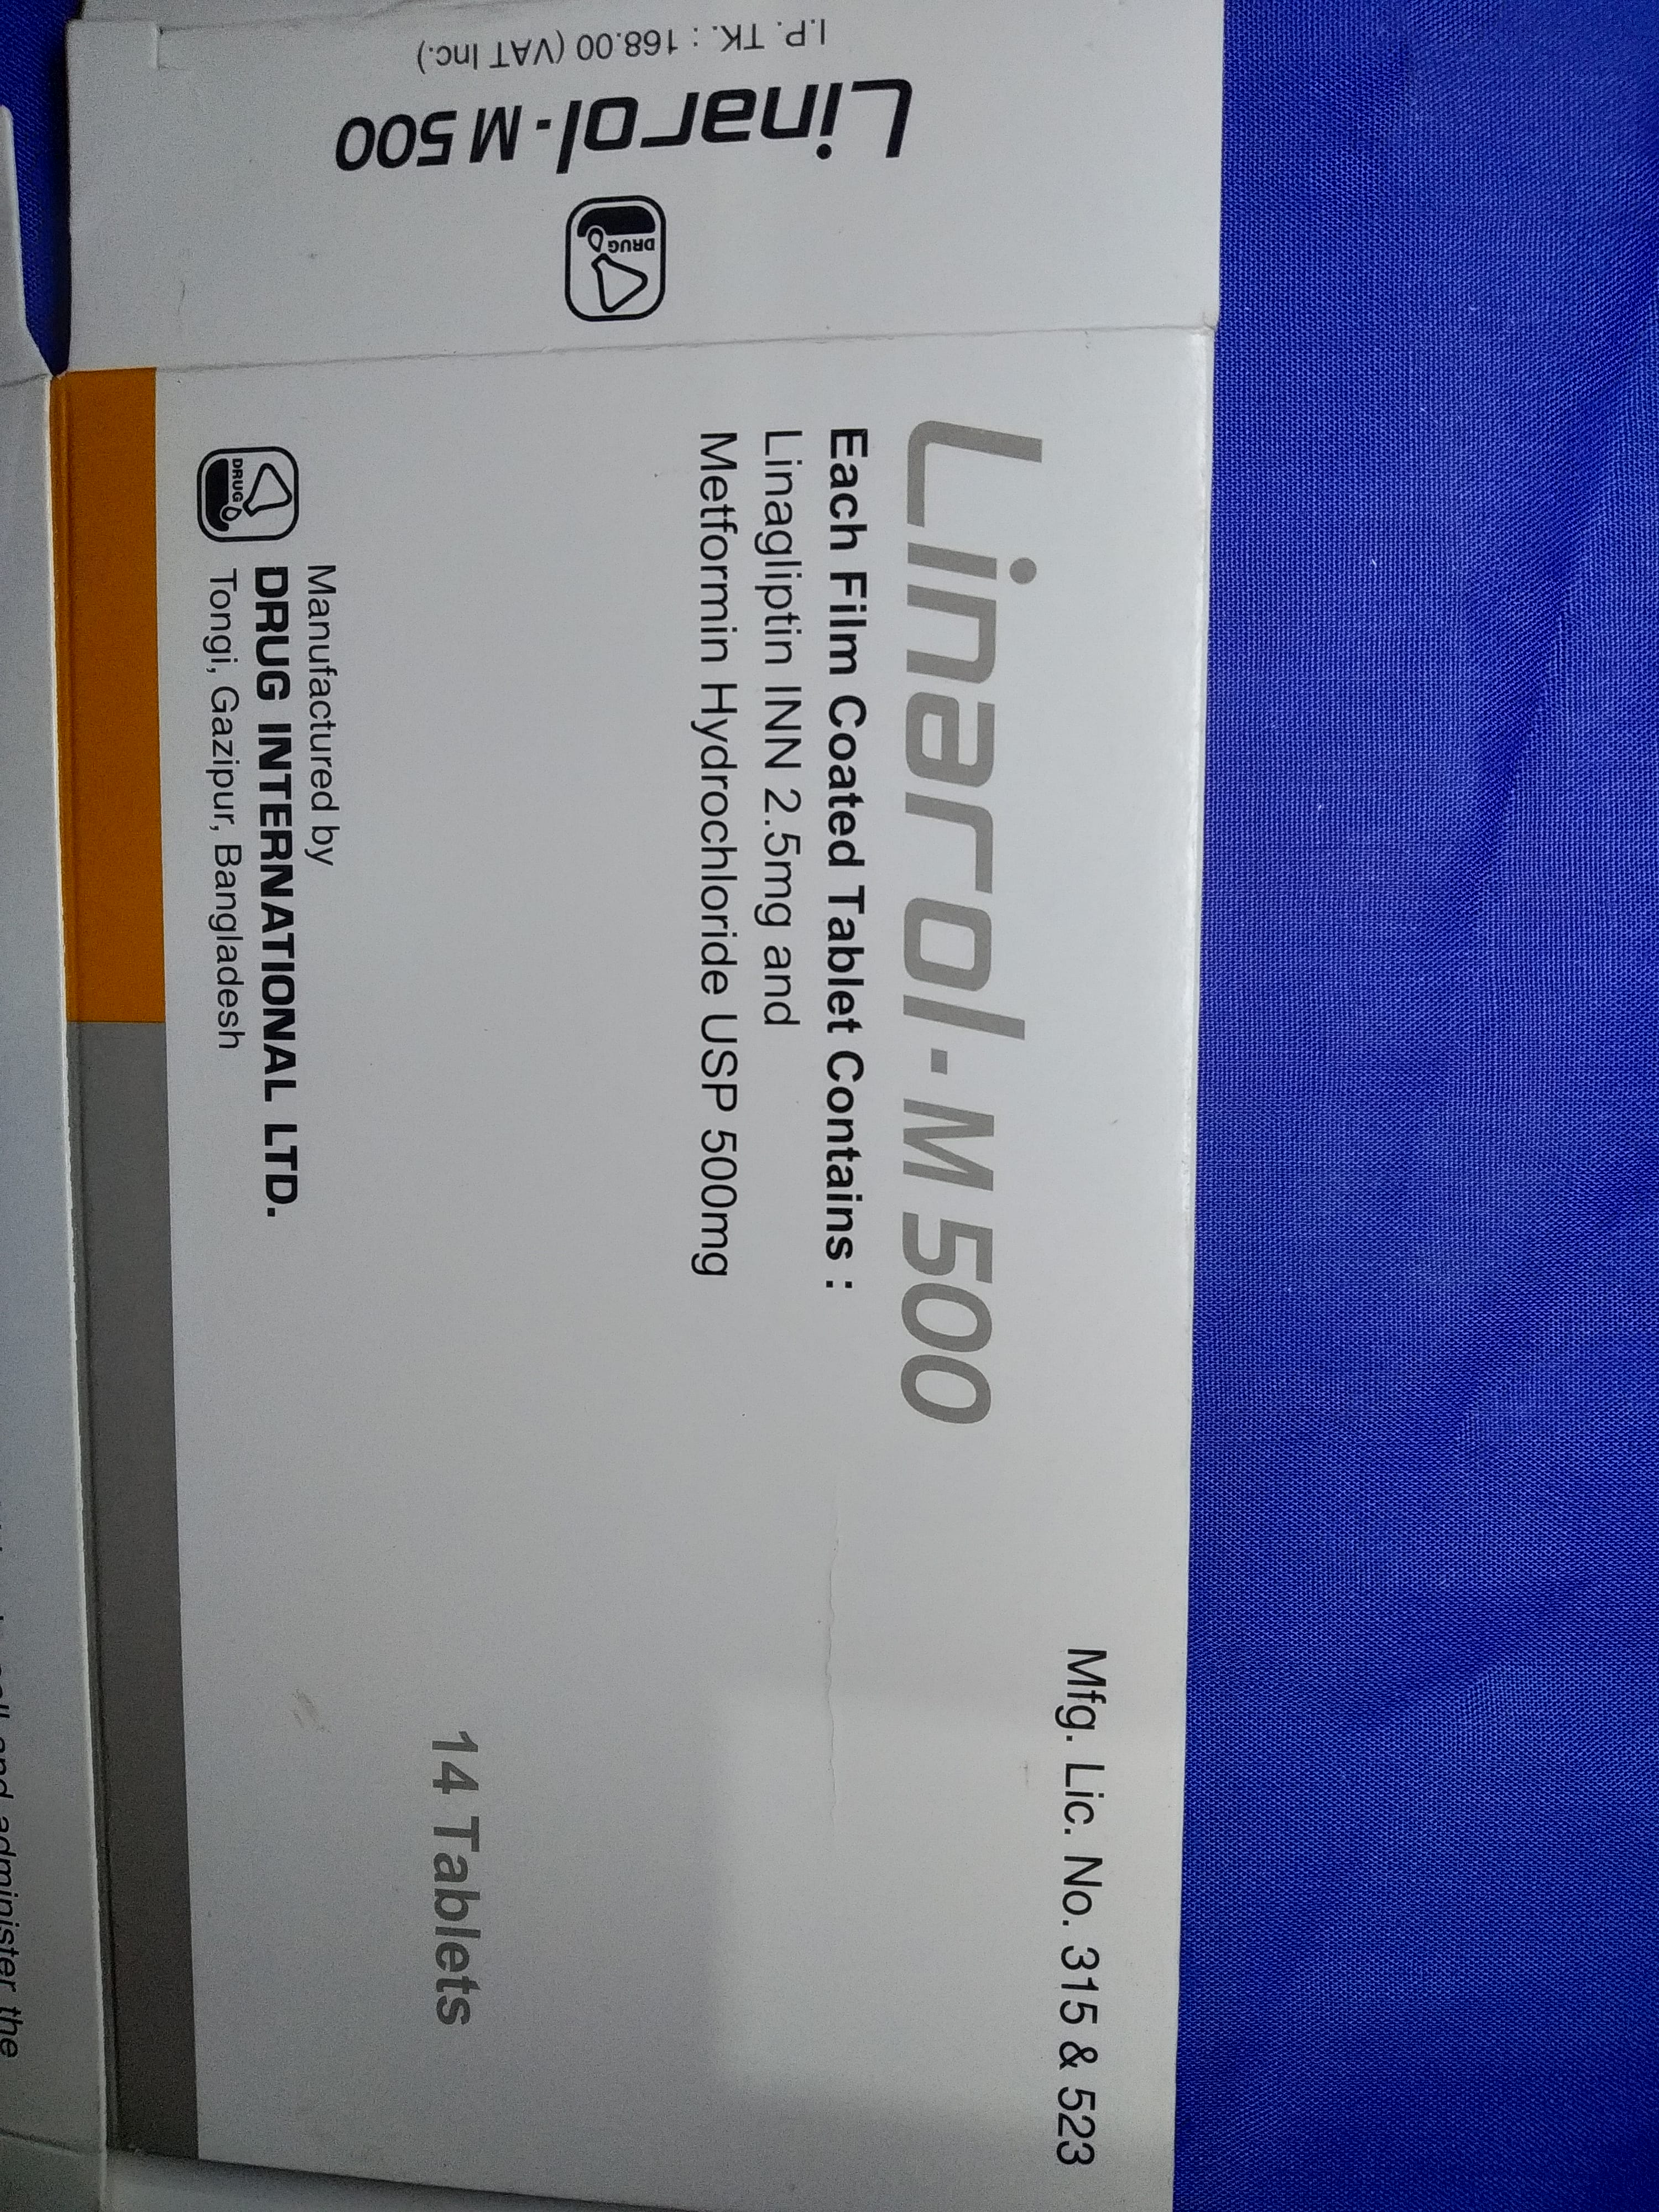 Mfg. Lic. No. 315 & 523
Linarol - M 500
Each Film Coated Tablet Contains :
Linagliptin INN 2.5mg and
Metformin Hydrochloride USP 500mg
14 Tablets
Manufactured by
DRUG INTERNATIONAL LTD.
Tongi, Gazipur, Bangladesh
DRUG
DRUG
Linarol - M 500
I.P. TK. : 168.00 (VAT Inc.)
and administer the